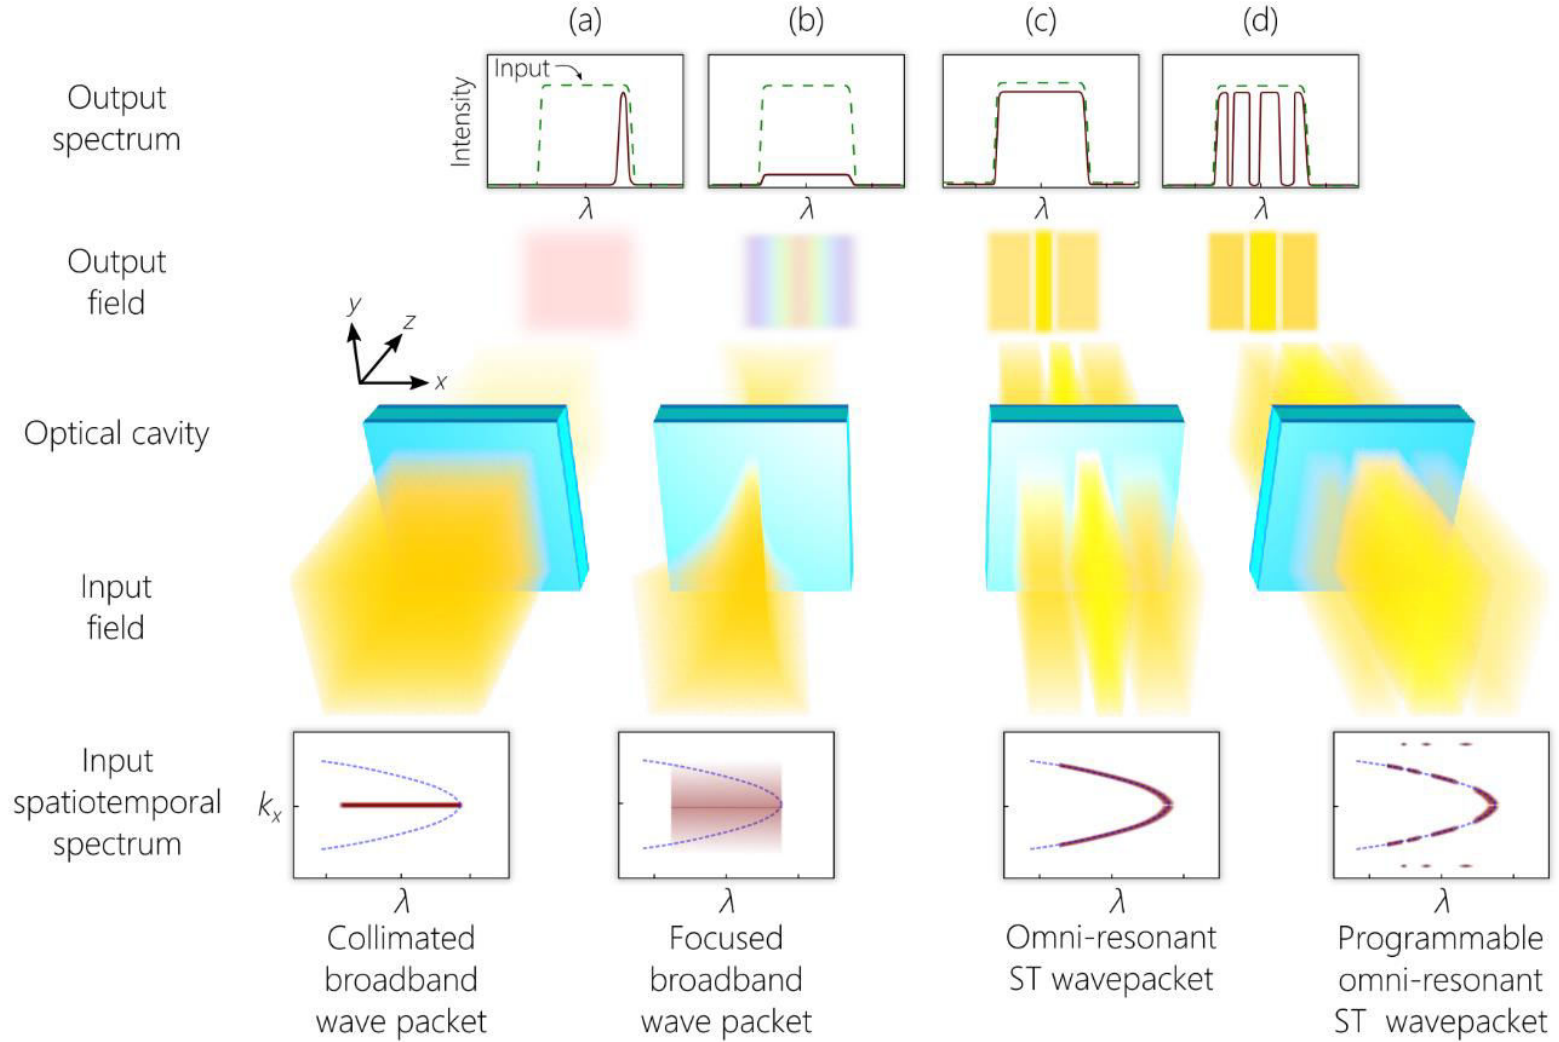 (a) (b) (c) (d)
Output
spectrum
Intensity
Input
λ λ λ λ
Output
field
y
z
x
Optical cavity
Input
field
Input
spatiotemporal
spectrum
kₓ
λ λ λ λ
Collimated
broadband
wave packet
Focused
broadband
wave packet
Omni-resonant
ST wavepacket
Programmable
omni-resonant
ST wavepacket